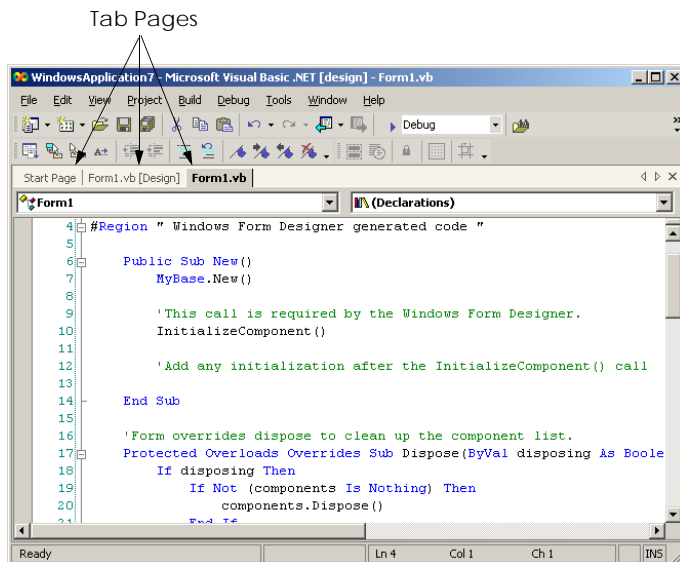 Tab Pages
WindowsApplication7 - Microsoft Visual Basic .NET [design] - Form1.vb
File Edit View Project Build Debug Tools Window Help
Debug
Start Page Form1.vb [Design] Form1.vb
Form1 (Declarations)
4 #Region " Windows Form Designer generated code "
5
6 Public Sub New()
7 MyBase.New()
8
9 'This call is required by the Windows Form Designer.
10 InitializeComponent()
11
12 'Add any initialization after the InitializeComponent() call
13
14 End Sub
15
16 'Form overrides dispose to clean up the component list.
17 Protected Overloads Overrides Sub Dispose(ByVal disposing As Boole
18 If disposing Then
19 If Not (components Is Nothing) Then
20 components.Dispose()
21 End If
Ready Ln 4 Col 1 Ch 1 INS